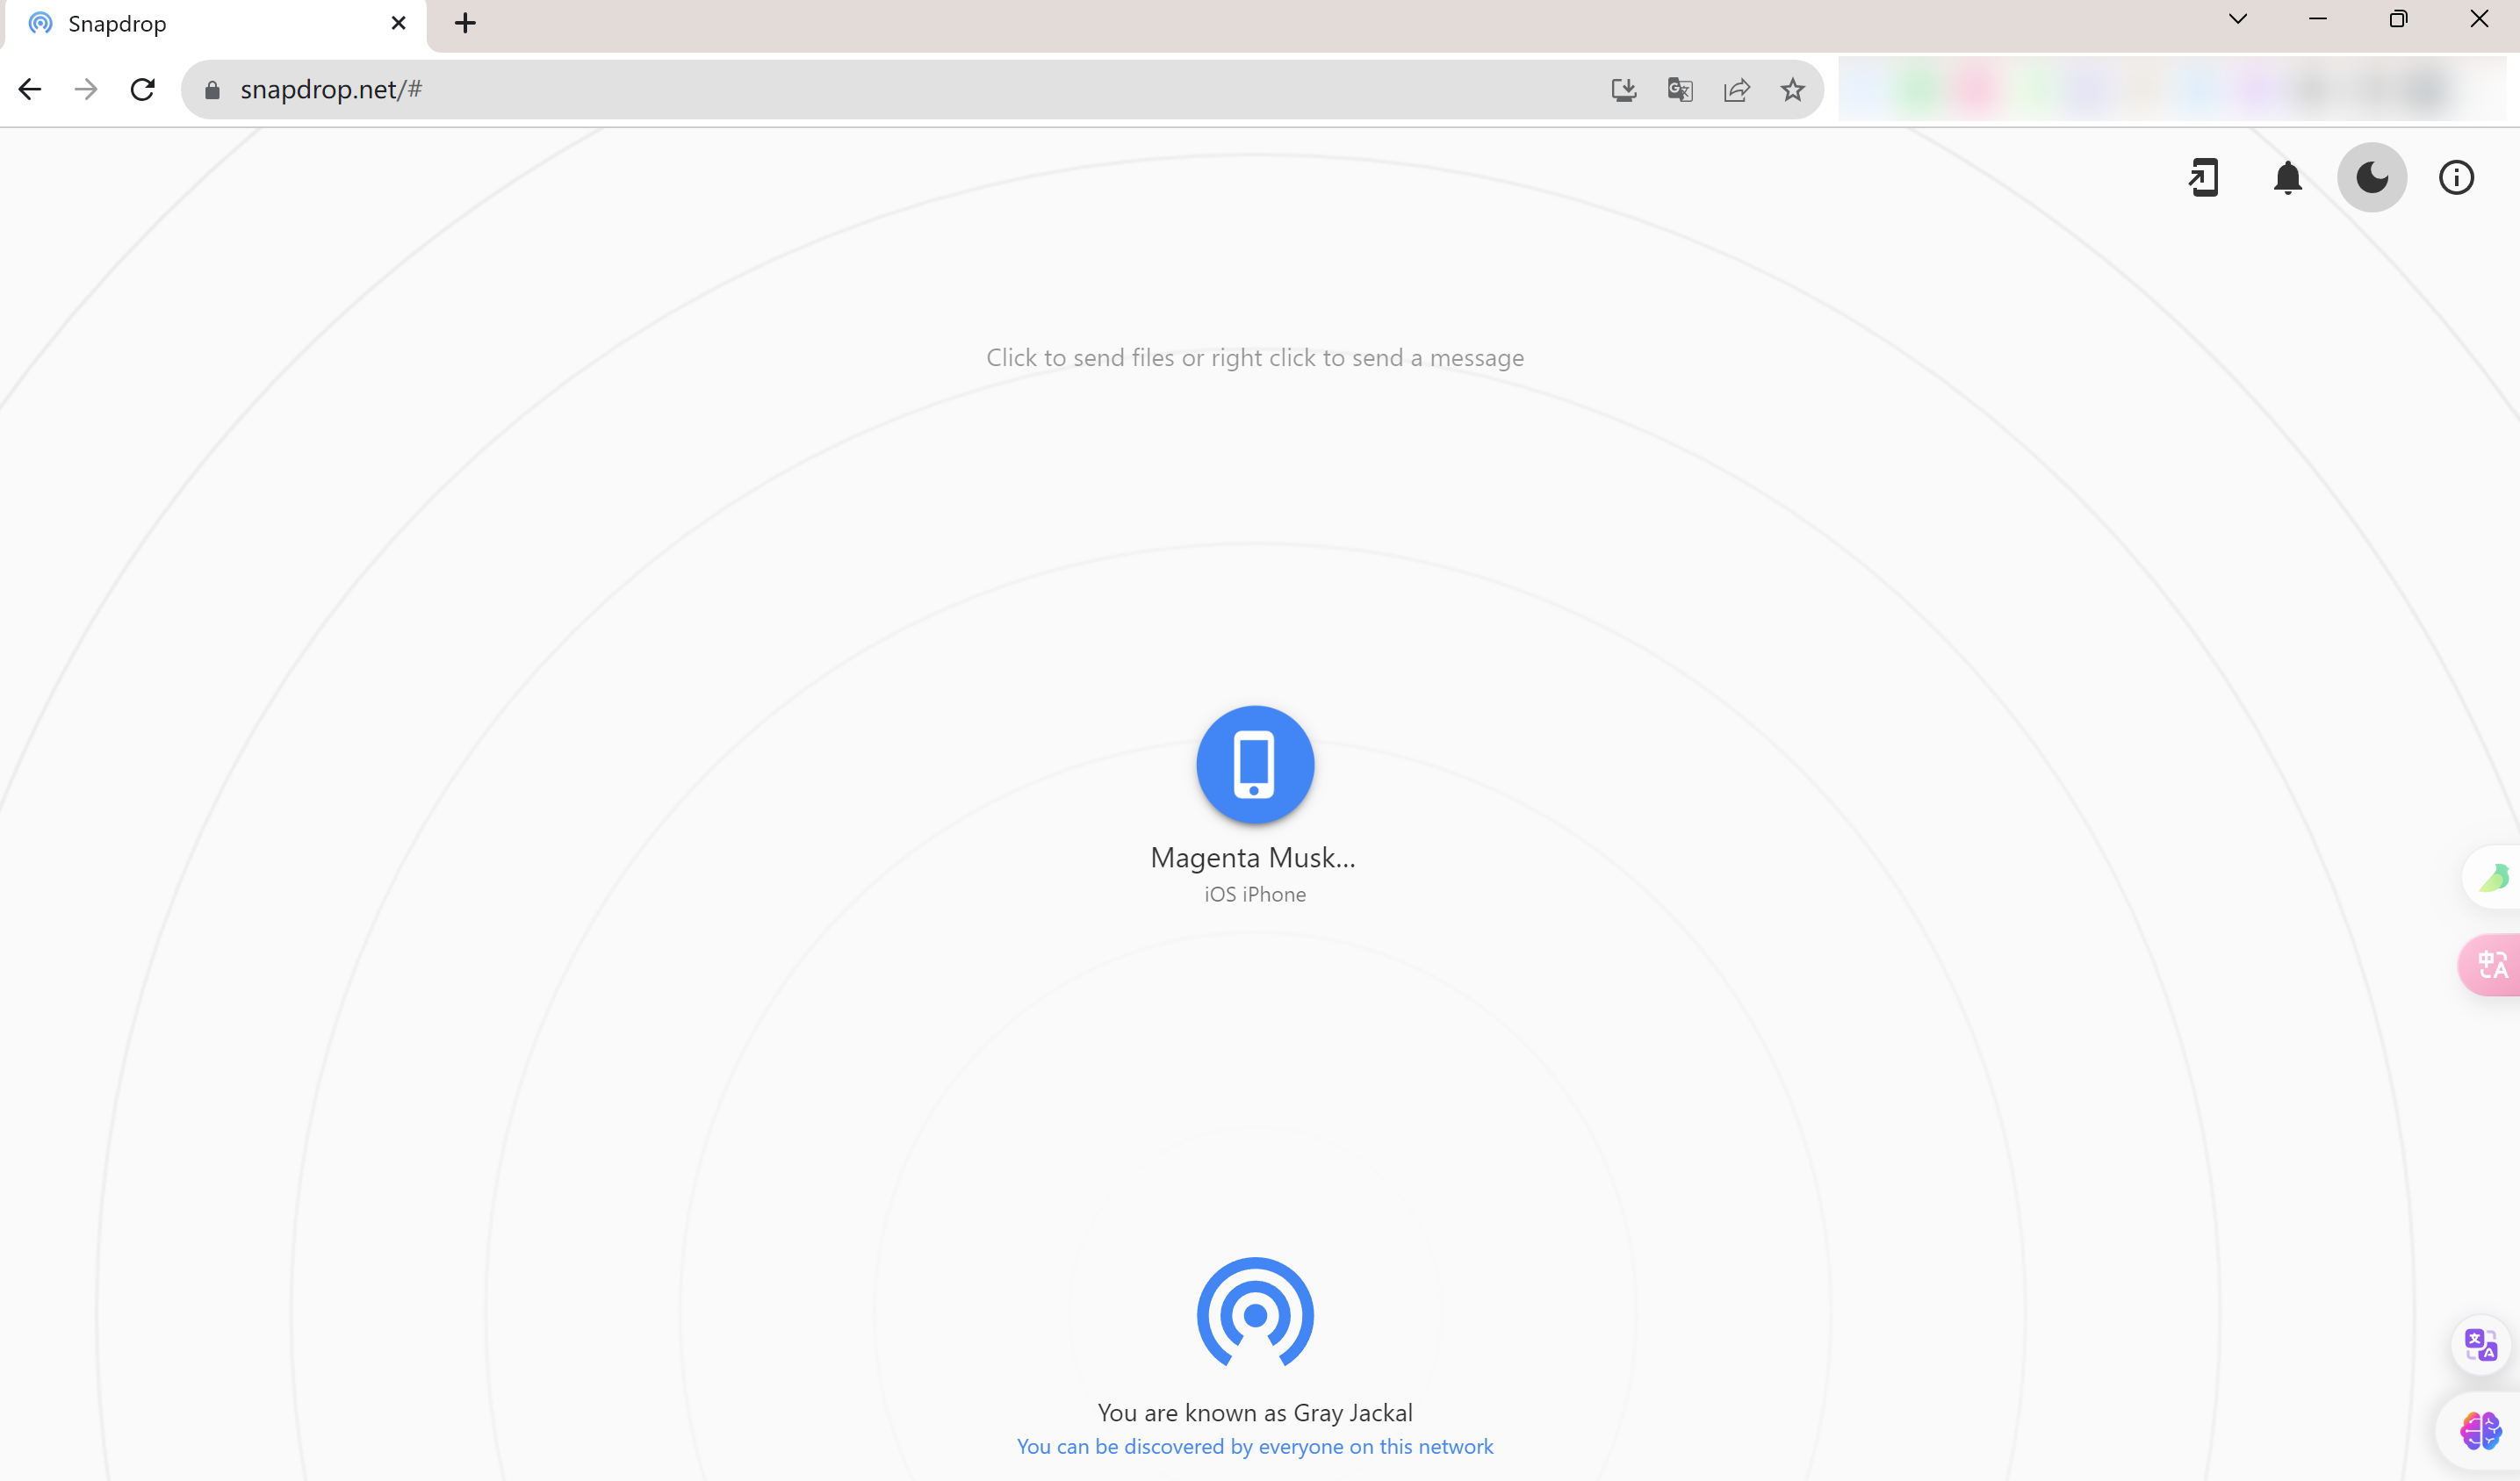 Snapdrop
snapdrop.net/#
Click to send files or right click to send a message
Magenta Musk...
iOS iPhone
You are known as Gray Jackal
You can be discovered by everyone on this network